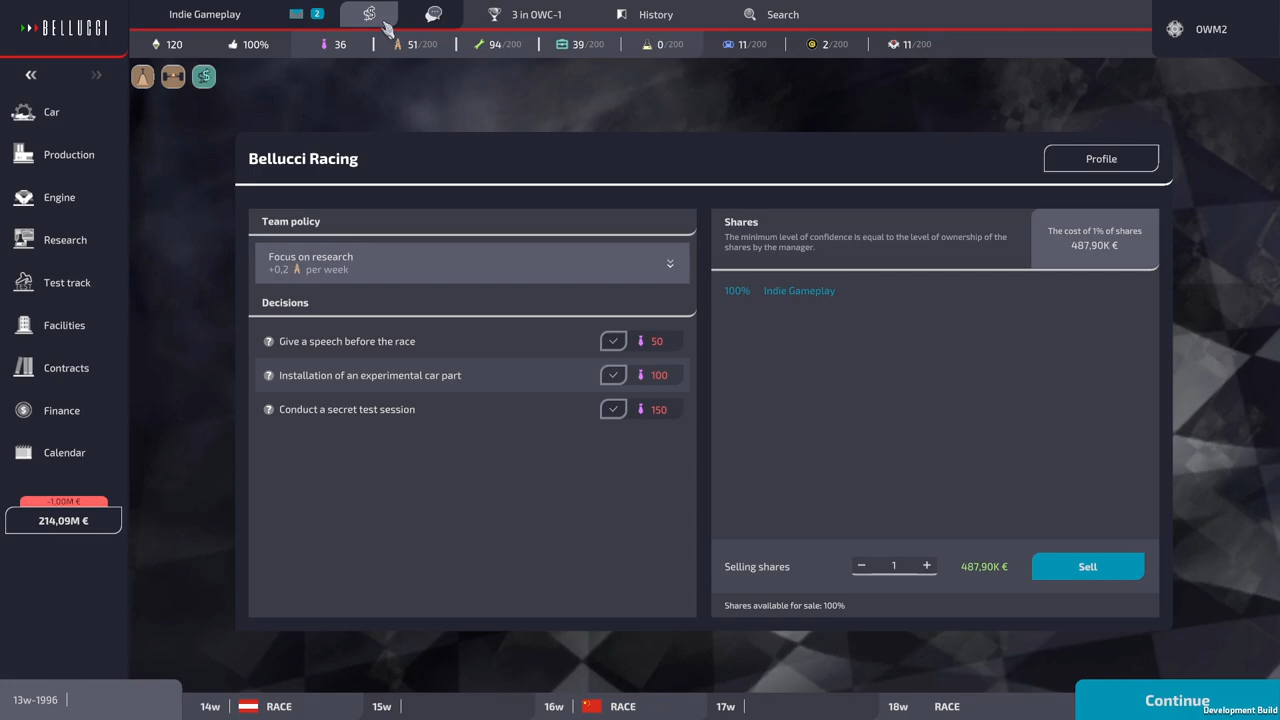 BELLUCCI
Indie Gameplay
2
3 in OWC-1
History
Search
OWM2
120
100%
36
51/200
94/200
39/200
0/200
11/200
2/200
11/200
Car
Production
Engine
Research
Test track
Facilities
Contracts
Finance
Calendar
-1.00M €
214,09M €
Bellucci Racing
Profile
Team policy
Focus on research
+0,2 per week
Decisions
? Give a speech before the race 50
? Installation of an experimental car part 100
? Conduct a secret test session 150
Shares
The minimum level of confidence is equal to the level of ownership of the
shares by the manager.
The cost of 1% of shares
487,90K €
100% Indie Gameplay
Selling shares
− 1 +
487,90K €
Sell
Shares available for sale: 100%
13w-1996
14w RACE
15w
16w RACE
17w
18w RACE
Continue
Development Build